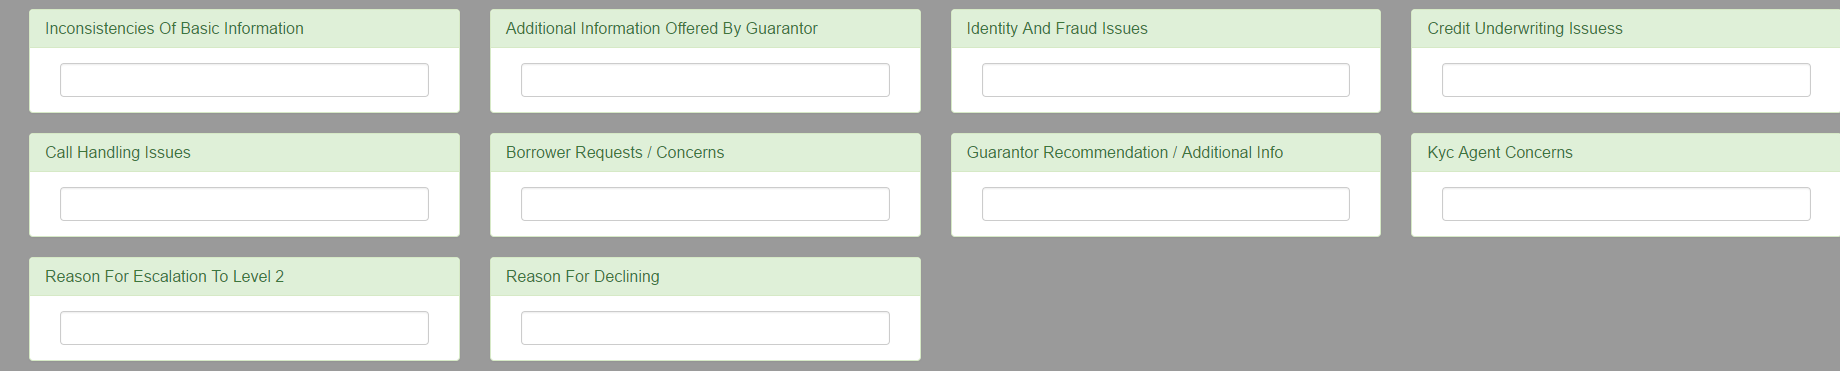 Inconsistencies Of Basic Information
Additional Information Offered By Guarantor
Identity And Fraud Issues
Credit Underwriting Issuess
Call Handling Issues
Borrower Requests / Concerns
Guarantor Recommendation / Additional Info
Kyc Agent Concerns
Reason For Escalation To Level 2
Reason For Declining